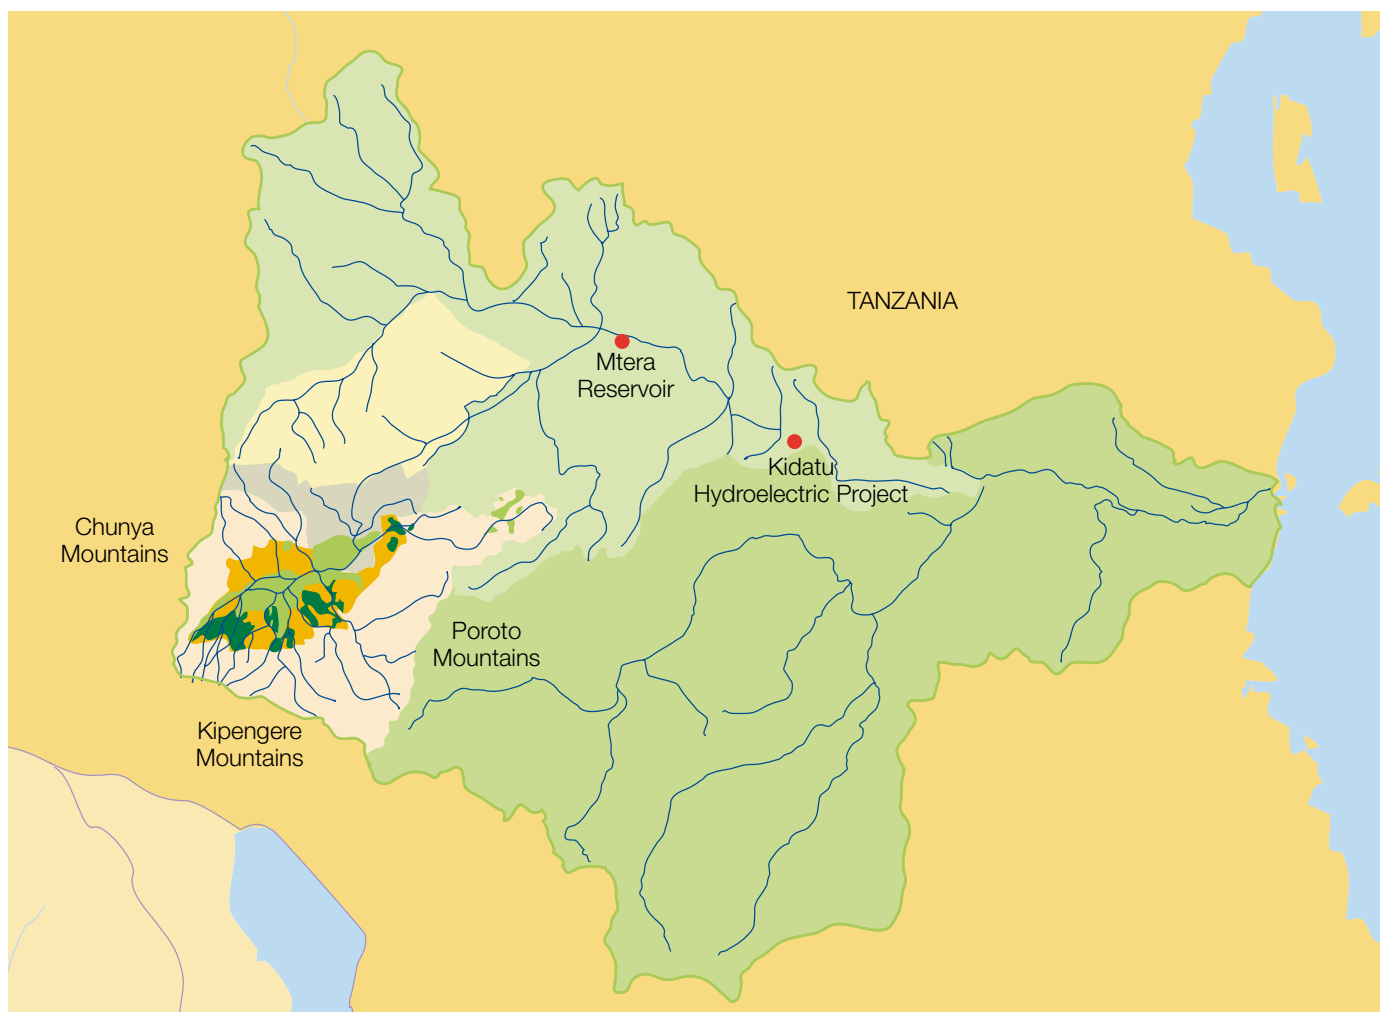 TANZANIA
Mtera
Reservoir
Kidatu
Hydroelectric Project
Chunya
Mountains
Poroto
Mountains
Kipengere
Mountains